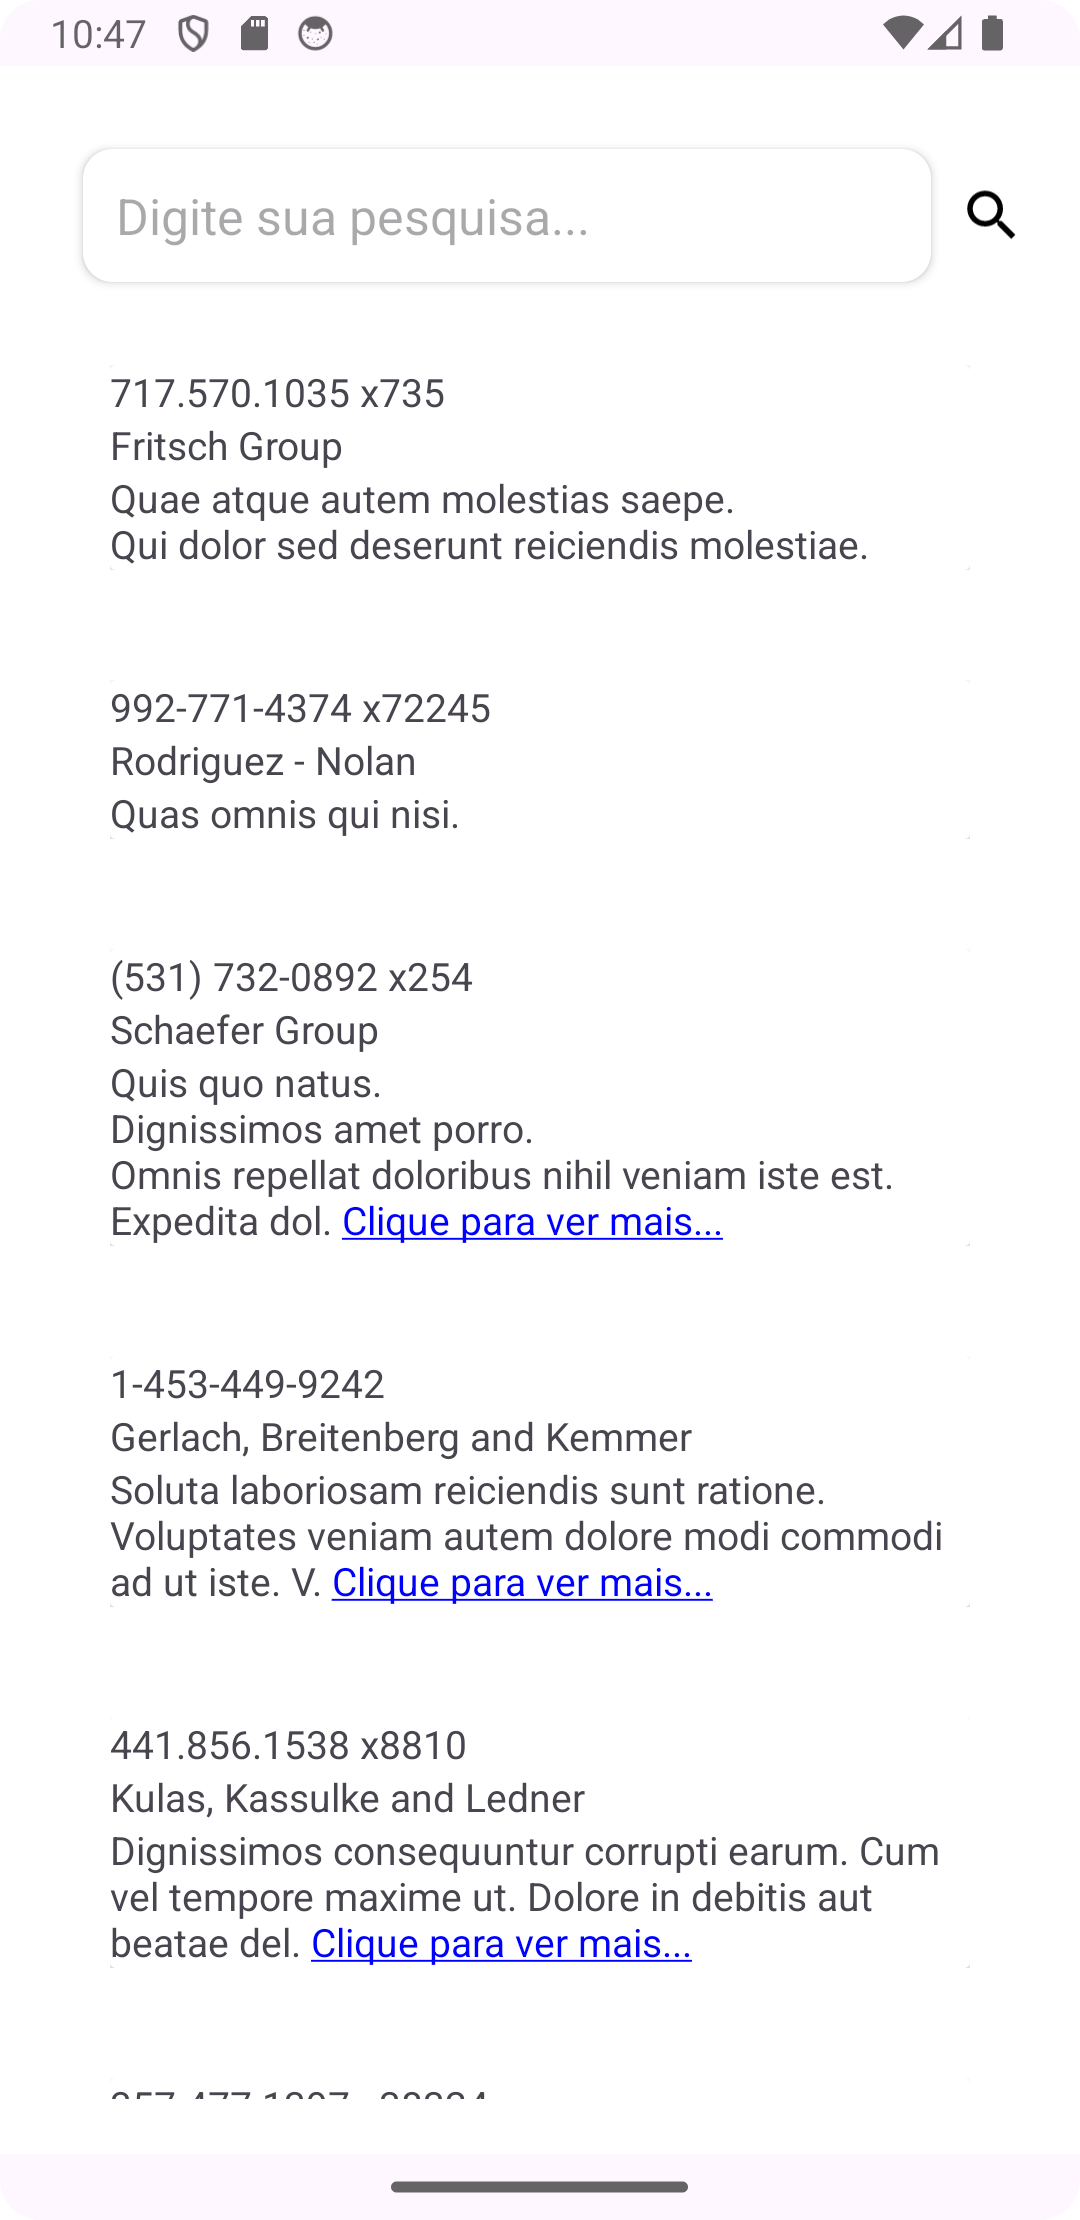 10:47
Digite sua pesquisa...
717.570.1035 x735
Fritsch Group
Quae atque autem molestias saepe.
Qui dolor sed deserunt reiciendis molestiae.
992-771-4374 x72245
Rodriguez - Nolan
Quas omnis qui nisi.
(531) 732-0892 x254
Schaefer Group
Quis quo natus.
Dignissimos amet porro.
Omnis repellat doloribus nihil veniam iste est.
Expedita dol. Clique para ver mais...
1-453-449-9242
Gerlach, Breitenberg and Kemmer
Soluta laboriosam reiciendis sunt ratione.
Voluptates veniam autem dolore modi commodi
ad ut iste. V. Clique para ver mais...
441.856.1538 x8810
Kulas, Kassulke and Ledner
Dignissimos consequuntur corrupti earum. Cum
vel tempore maxime ut. Dolore in debitis aut
beatae del. Clique para ver mais...